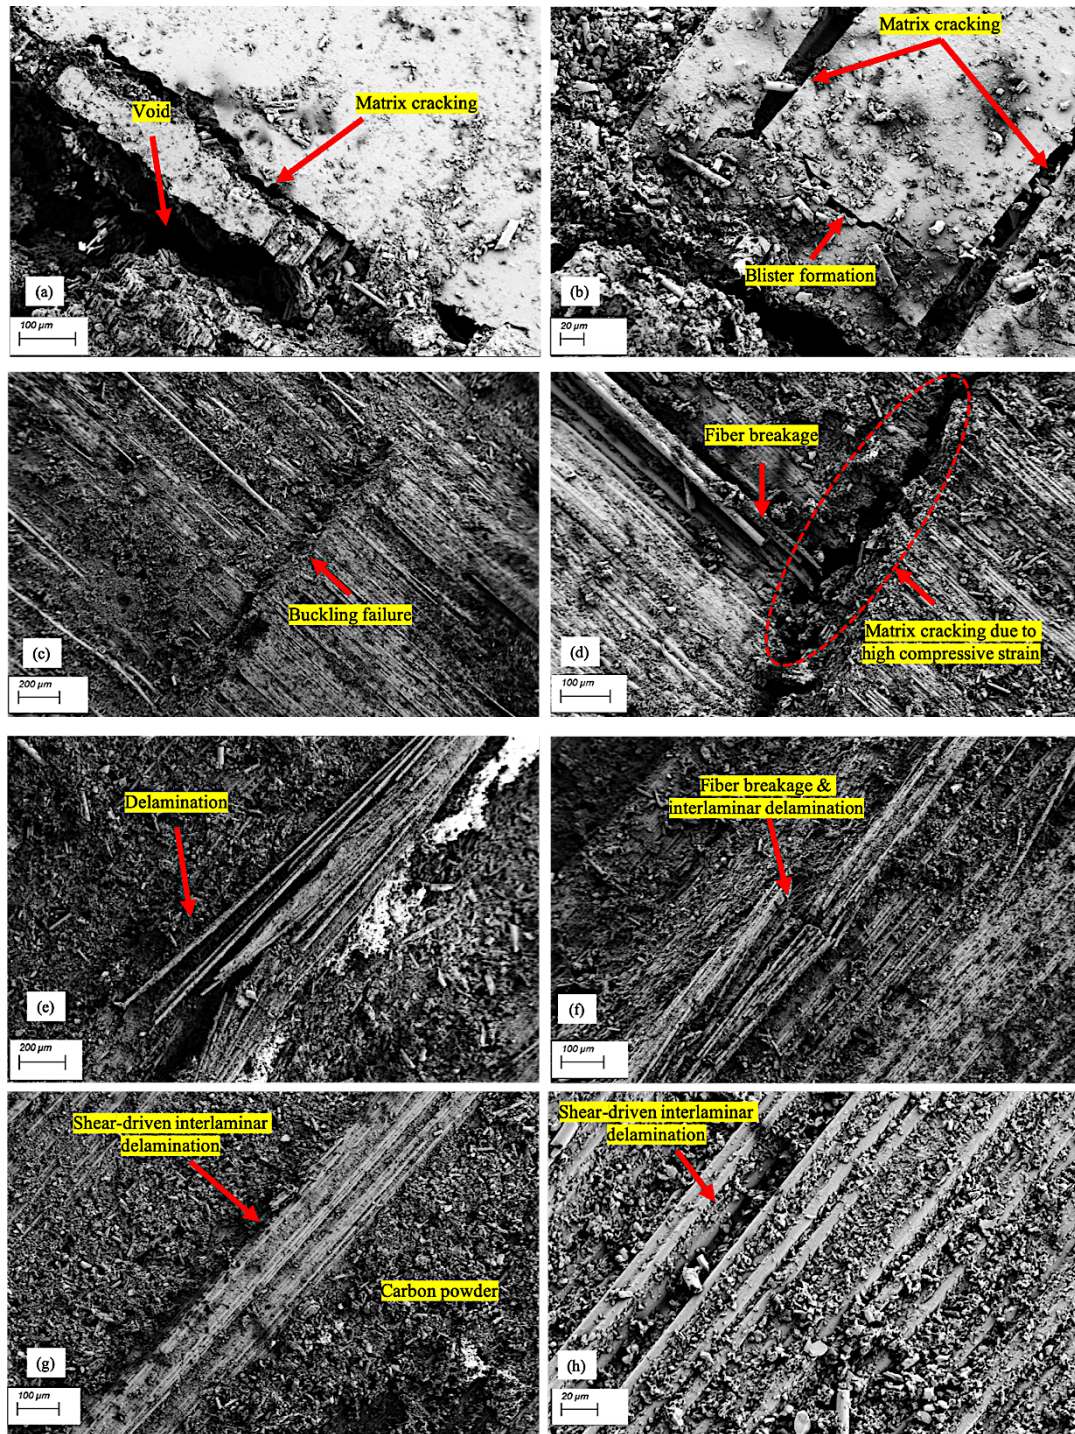 Void
Matrix cracking
(a)
100 µm
Matrix cracking
Blister formation
(b)
20 µm
Buckling failure
(c)
200 µm
Fiber breakage
Matrix cracking due to
high compressive strain
(d)
100 µm
Delamination
(e)
200 µm
Fiber breakage &
interlaminar delamination
(f)
100 µm
Shear-driven interlaminar
delamination
Carbon powder
(g)
100 µm
Shear-driven interlaminar
delamination
(h)
20 µm